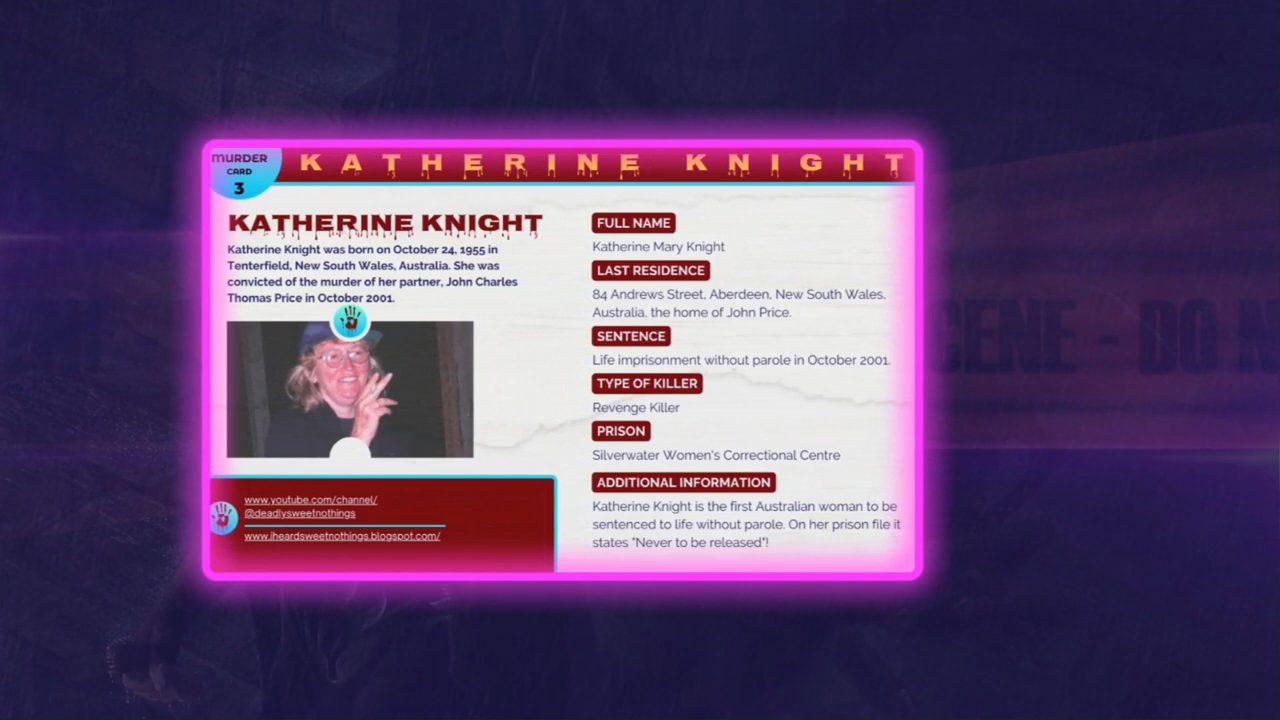 MURDER
CARD
3
KATHERINE KNIGHT
KATHERINE KNIGHT
Katherine Knight was born on October 24, 1955 in
Tenterfield, New South Wales, Australia. She was
convicted of the murder of her partner, John Charles
Thomas Price in October 2001.
www.youtube.com/channel/
@deadlysweetnothings
www.iheardsweetnothings.blogspot.com/
FULL NAME
Katherine Mary Knight
LAST RESIDENCE
84 Andrews Street, Aberdeen, New South Wales,
Australia, the home of John Price.
SENTENCE
Life imprisonment without parole in October 2001.
TYPE OF KILLER
Revenge Killer
PRISON
Silverwater Women's Correctional Centre
ADDITIONAL INFORMATION
Katherine Knight is the first Australian woman to be
sentenced to life without parole. On her prison file it
states "Never to be released"!
CENE - DO N